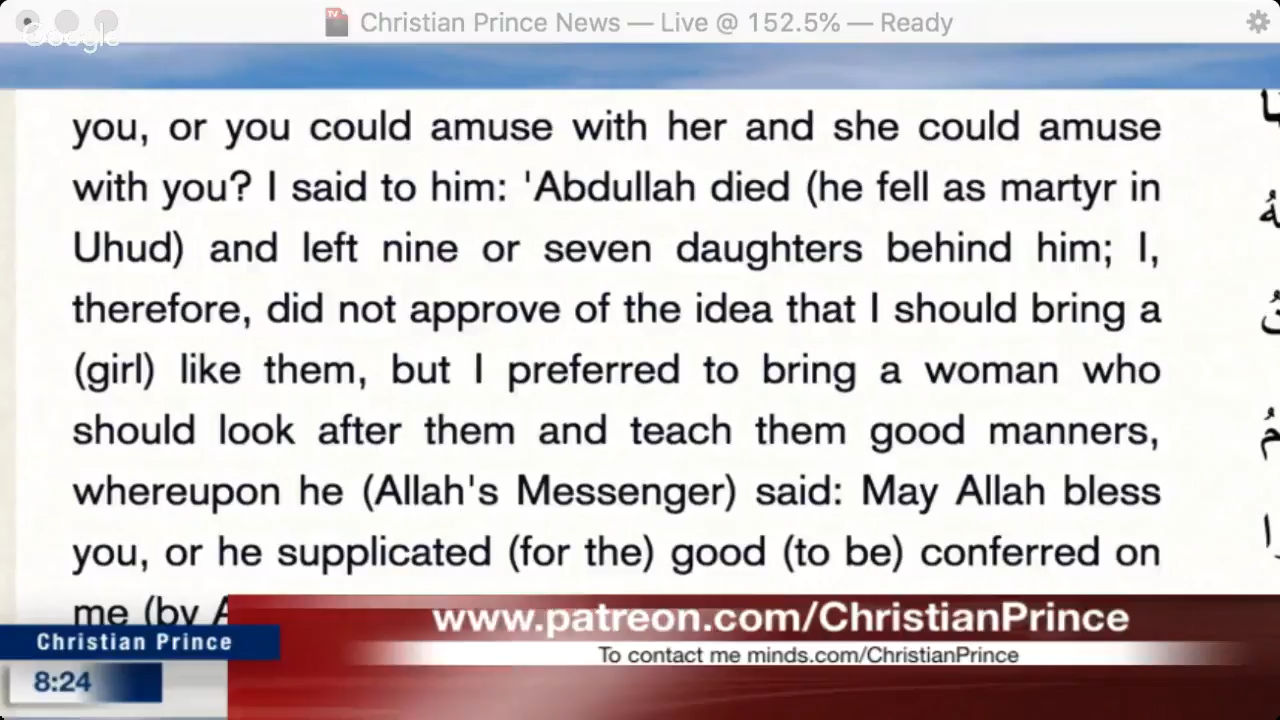 Christian Prince News — Live @ 152.5% — Ready
Google
TV
you, or you could amuse with her and she could amuse
with you? I said to him: 'Abdullah died (he fell as martyr in
Uhud) and left nine or seven daughters behind him; I,
therefore, did not approve of the idea that I should bring a
(girl) like them, but I preferred to bring a woman who
should look after them and teach them good manners,
whereupon he (Allah's Messenger) said: May Allah bless
you, or he supplicated (for the) good (to be) conferred on
me (by A
www.patreon.com/ChristianPrince
To contact me minds.com/ChristianPrince
Christian Prince
8:24